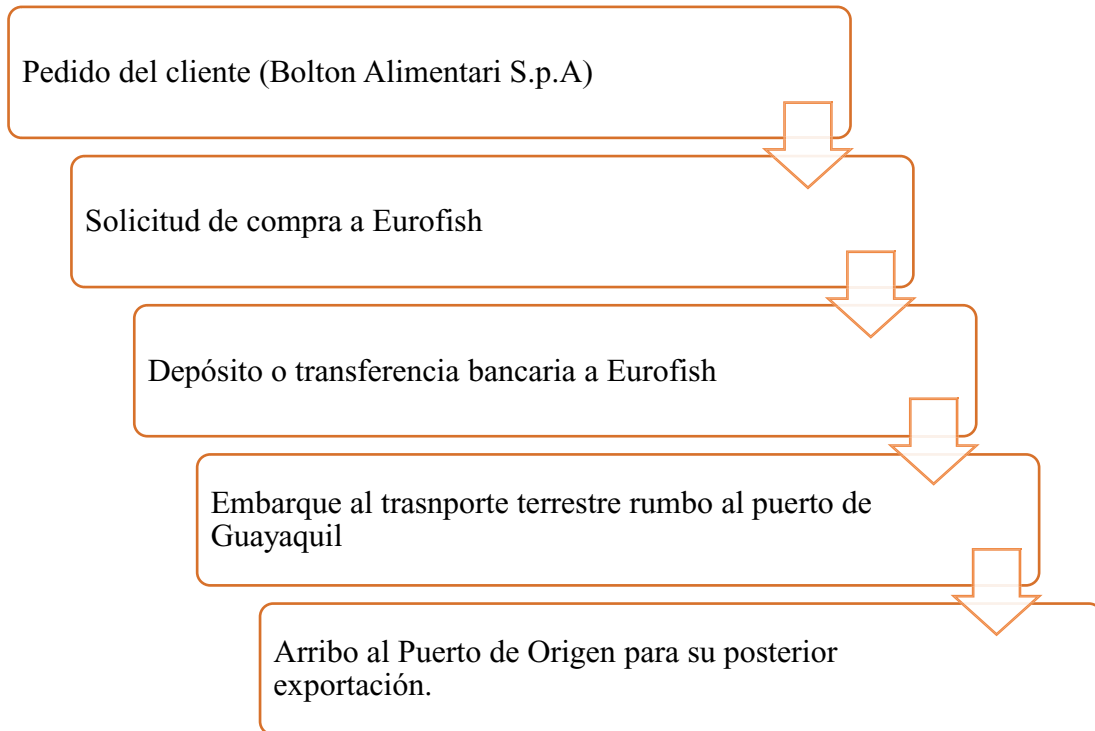 Pedido del cliente (Bolton Alimentari S.p.A)
Solicitud de compra a Eurofish
Depósito o transferencia bancaria a Eurofish
Embarque al trasnporte terrestre rumbo al puerto de
Guayaquil
Arribo al Puerto de Origen para su posterior
exportación.